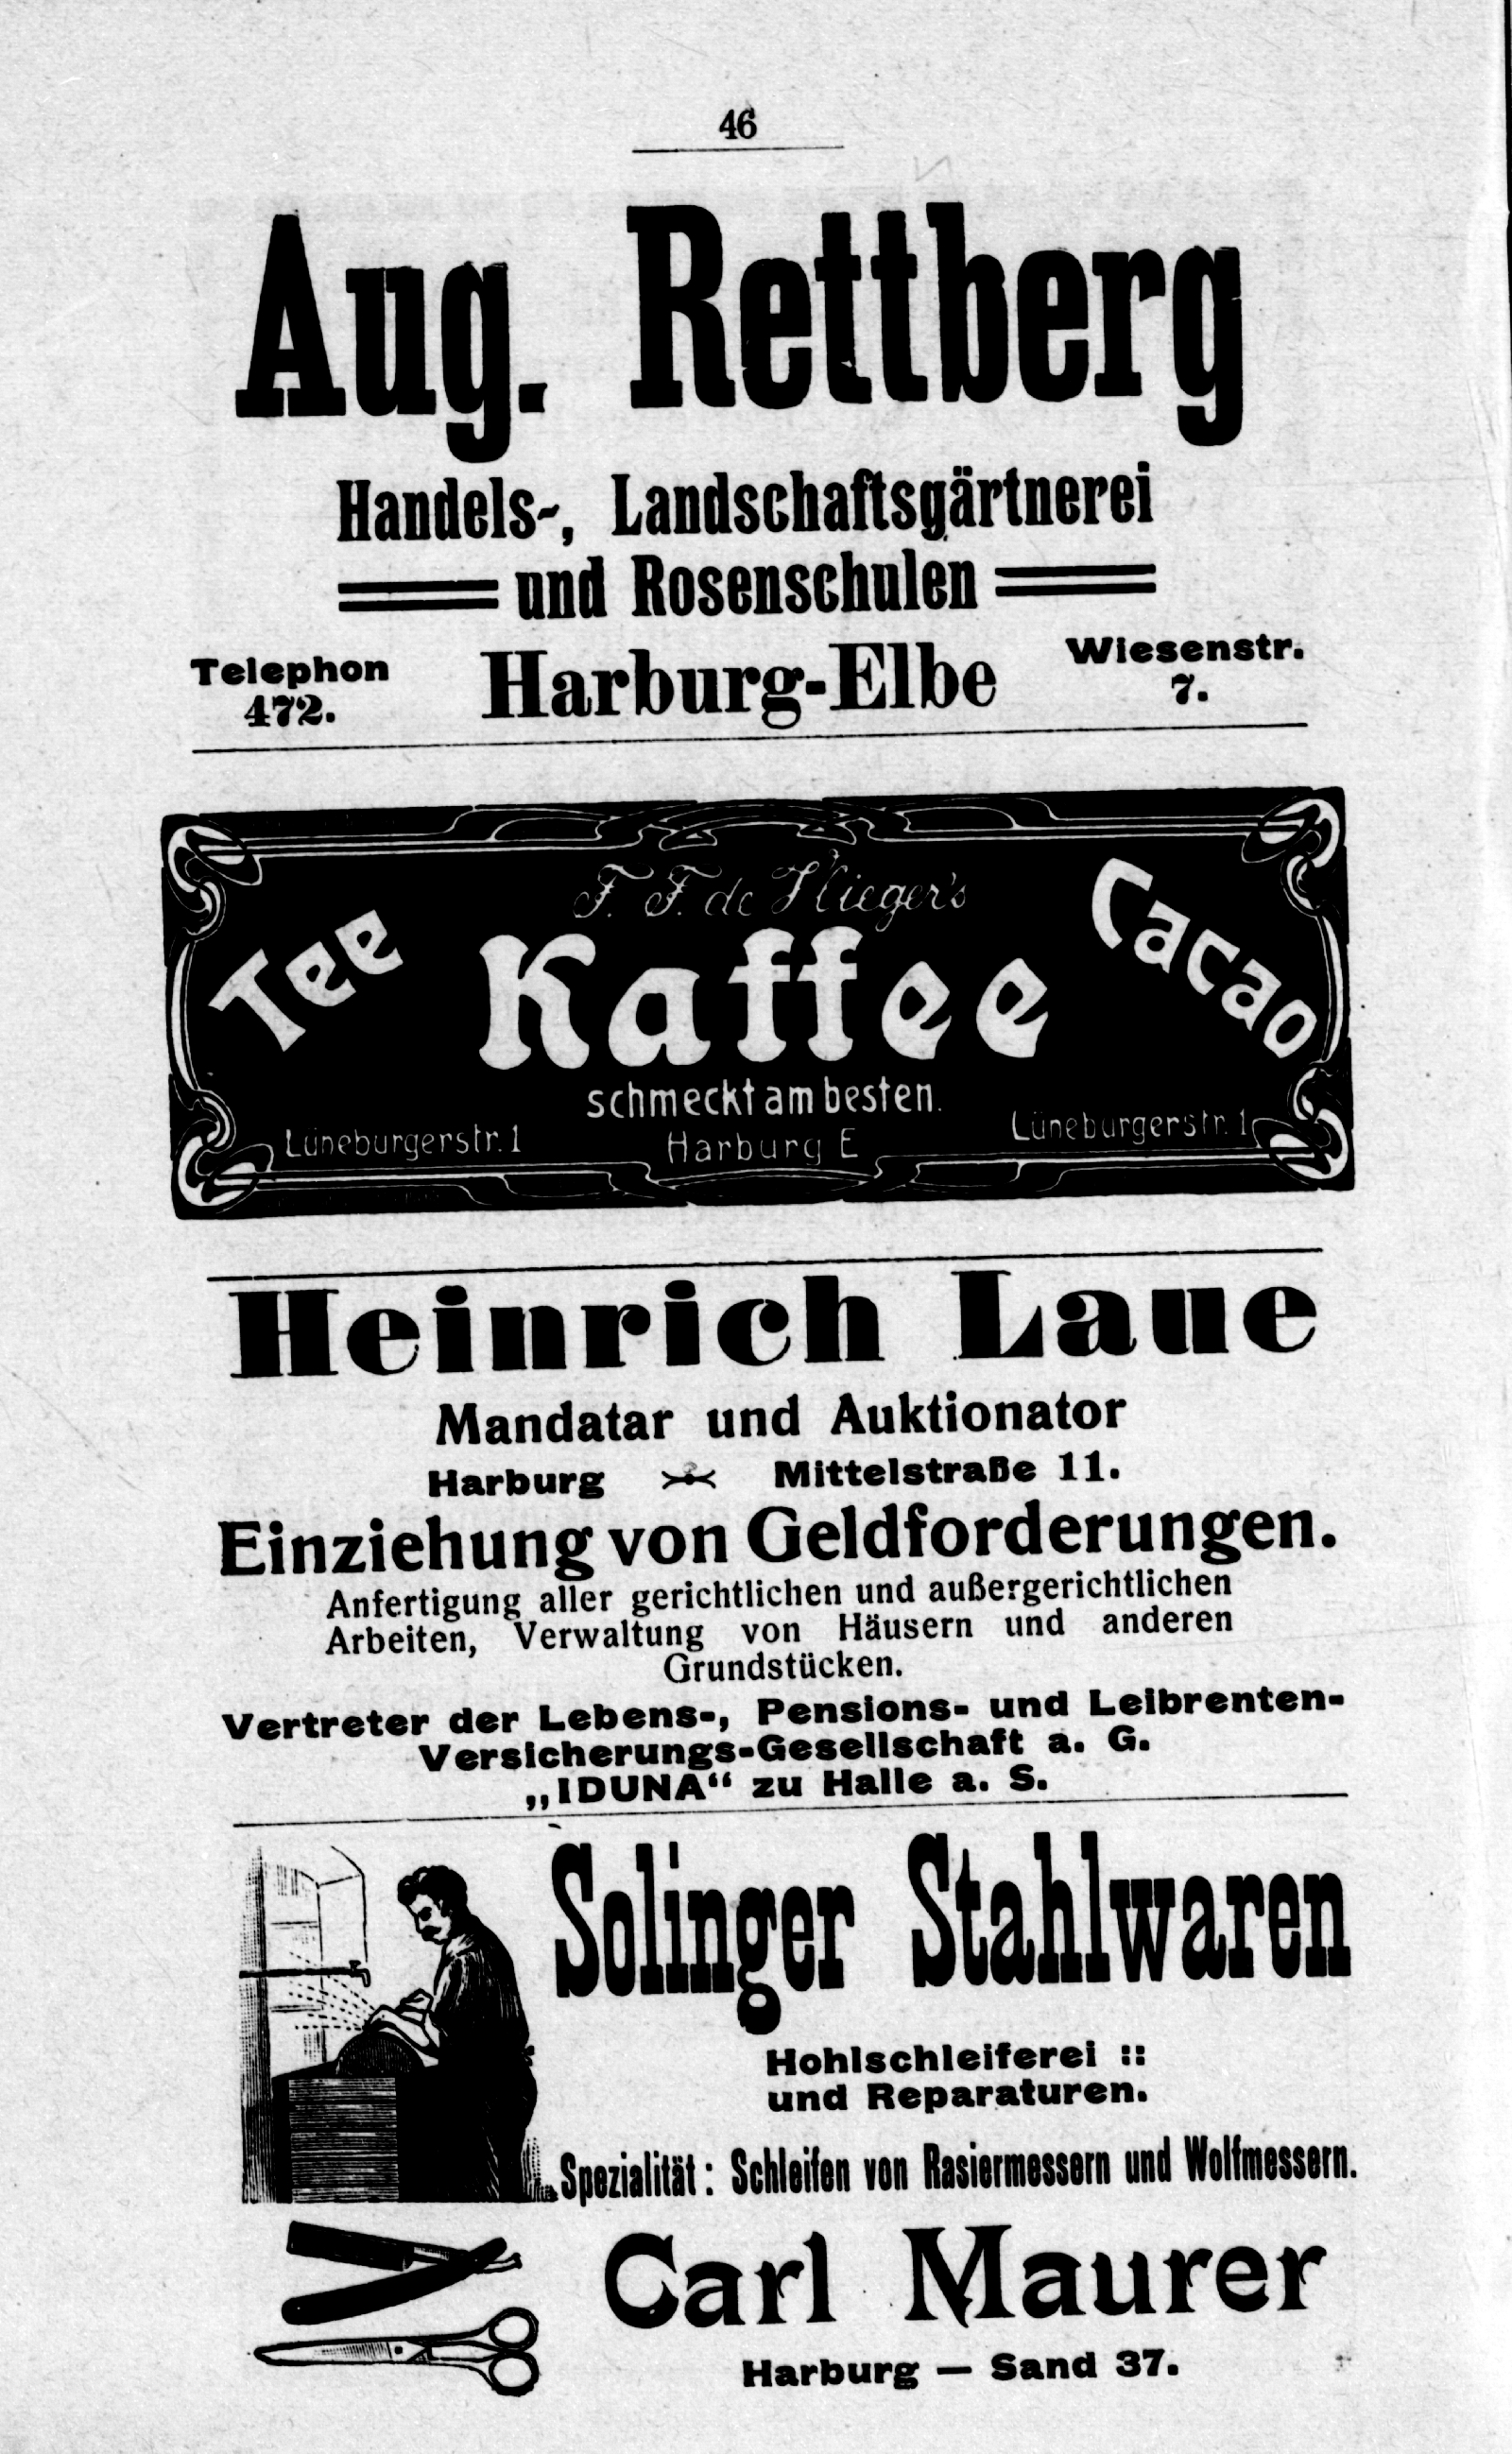 46
Aug. Rettberg
Handels-, Landschaftsgärtnerei
und Rosenschulen
Telephon
472.
Harburg-Elbe
Wiesenstr.
7.
F. F. de Vlieger's
Tee
Kaffee
Cacao
schmeckt am besten.
Lüneburgerstr. 1
Harburg E
Lüneburgerstr. 1
Heinrich Laue
Mandatar und Auktionator
Harburg Mittelstraße 11.
Einziehung von Geldforderungen.
Anfertigung aller gerichtlichen und außergerichtlichen
Arbeiten, Verwaltung von Häusern und anderen
Grundstücken.
Vertreter der Lebens-, Pensions- und Leibrenten-
Versicherungs-Gesellschaft a. G.
„IDUNA“ zu Halle a. S.
Solinger Stahlwaren
Hohlschleiferei ::
und Reparaturen.
Spezialität: Schleifen von Rasiermessern und Wolfmessern.
Carl Maurer
Harburg — Sand 37.